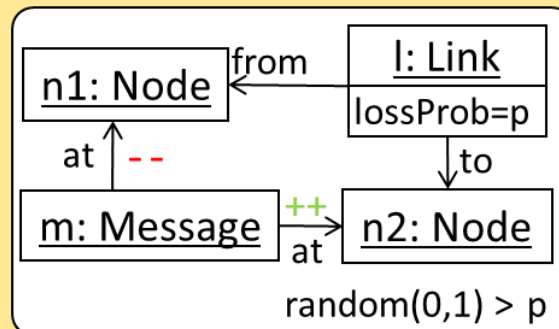 from
l: Link
n1: Node
lossProb=p
at
--
to
++
m: Message
n2: Node
at
random(0,1) > p